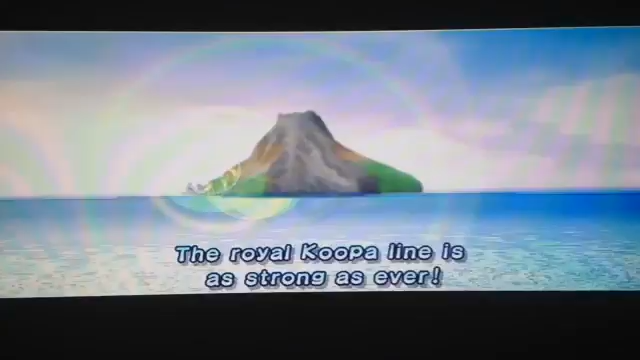 The royal Koopa line is
as strong as ever!